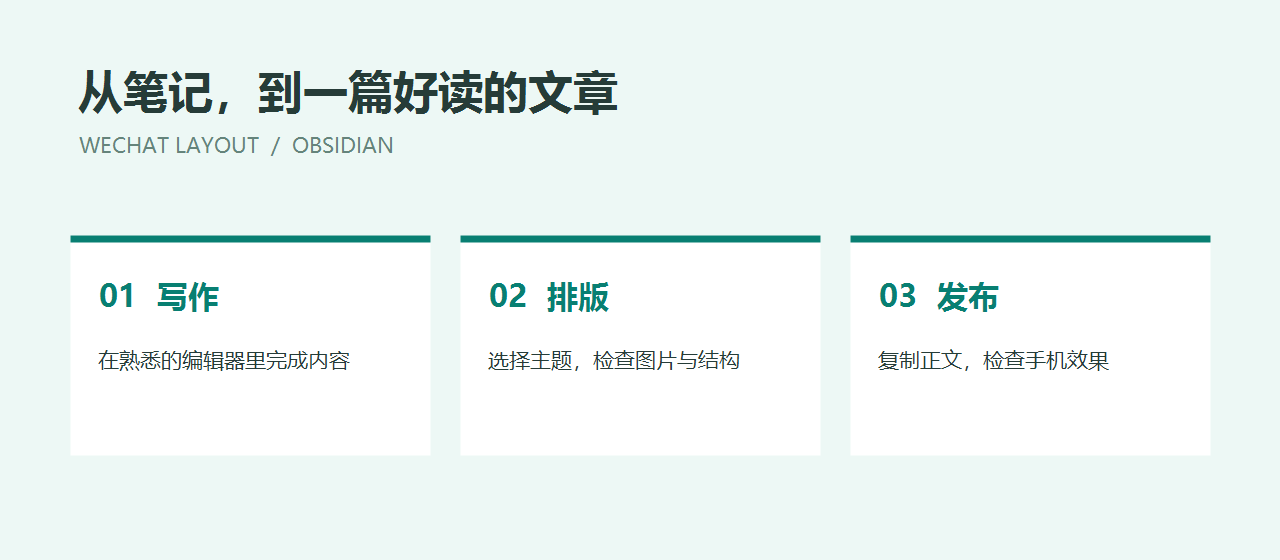 从笔记，到一篇好读的文章
WECHAT LAYOUT / OBSIDIAN
01 写作
在熟悉的编辑器里完成内容
02 排版
选择主题，检查图片与结构
03 发布
复制正文，检查手机效果